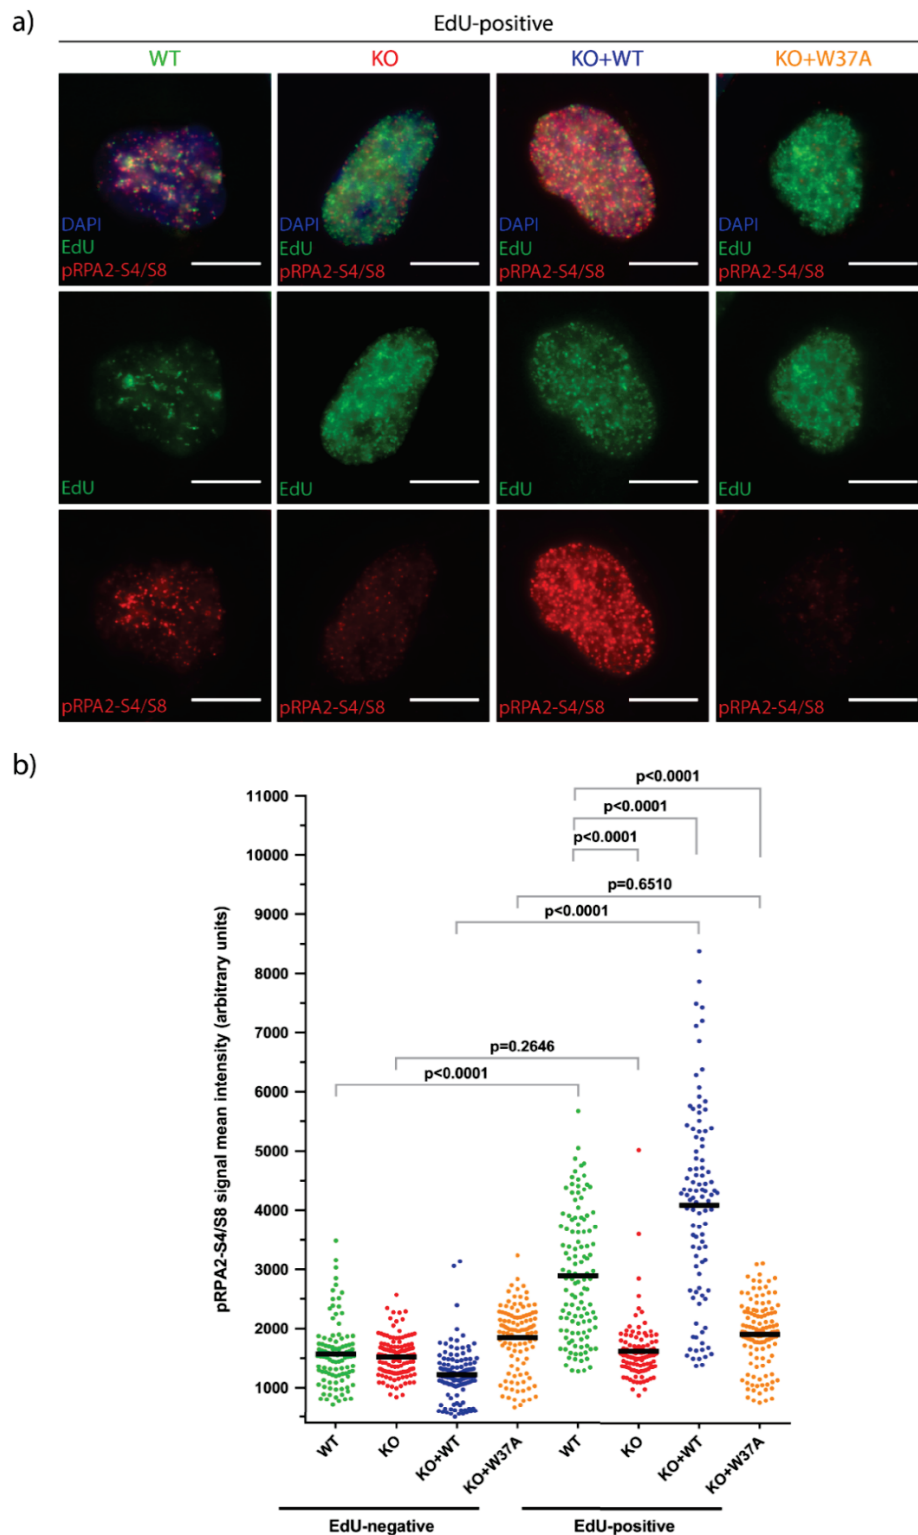 a)
EdU-positive
WT KO KO+WT KO+W37A
DAPI DAPI DAPI DAPI
EdU EdU EdU EdU
pRPA2-S4/S8 pRPA2-S4/S8 pRPA2-S4/S8 pRPA2-S4/S8
EdU EdU EdU EdU
pRPA2-S4/S8 pRPA2-S4/S8 pRPA2-S4/S8 pRPA2-S4/S8
b)
pRPA2-S4/S8 signal mean intensity (arbitrary units)
11000
10000
9000
8000
7000
6000
5000
4000
3000
2000
1000
p<0.0001
p<0.0001
p<0.0001
p=0.6510
p<0.0001
p=0.2646
p<0.0001
WT KO KO+WT KO+W37A WT KO KO+WT KO+W37A
EdU-negative EdU-positive